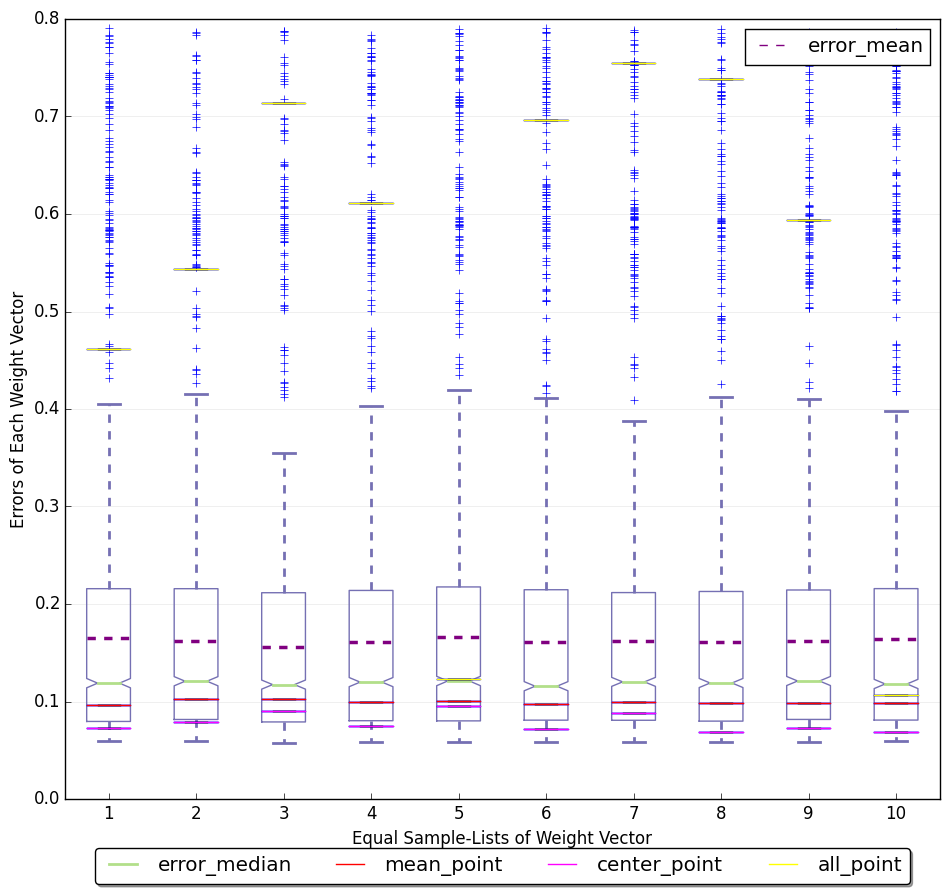 0.8
0.7
0.6
0.5
0.4
0.3
0.2
0.1
0.0
Errors of Each Weight Vector
error_mean
1 2 3 4 5 6 7 8 9 10
Equal Sample-Lists of Weight Vector
error_median mean_point center_point all_point